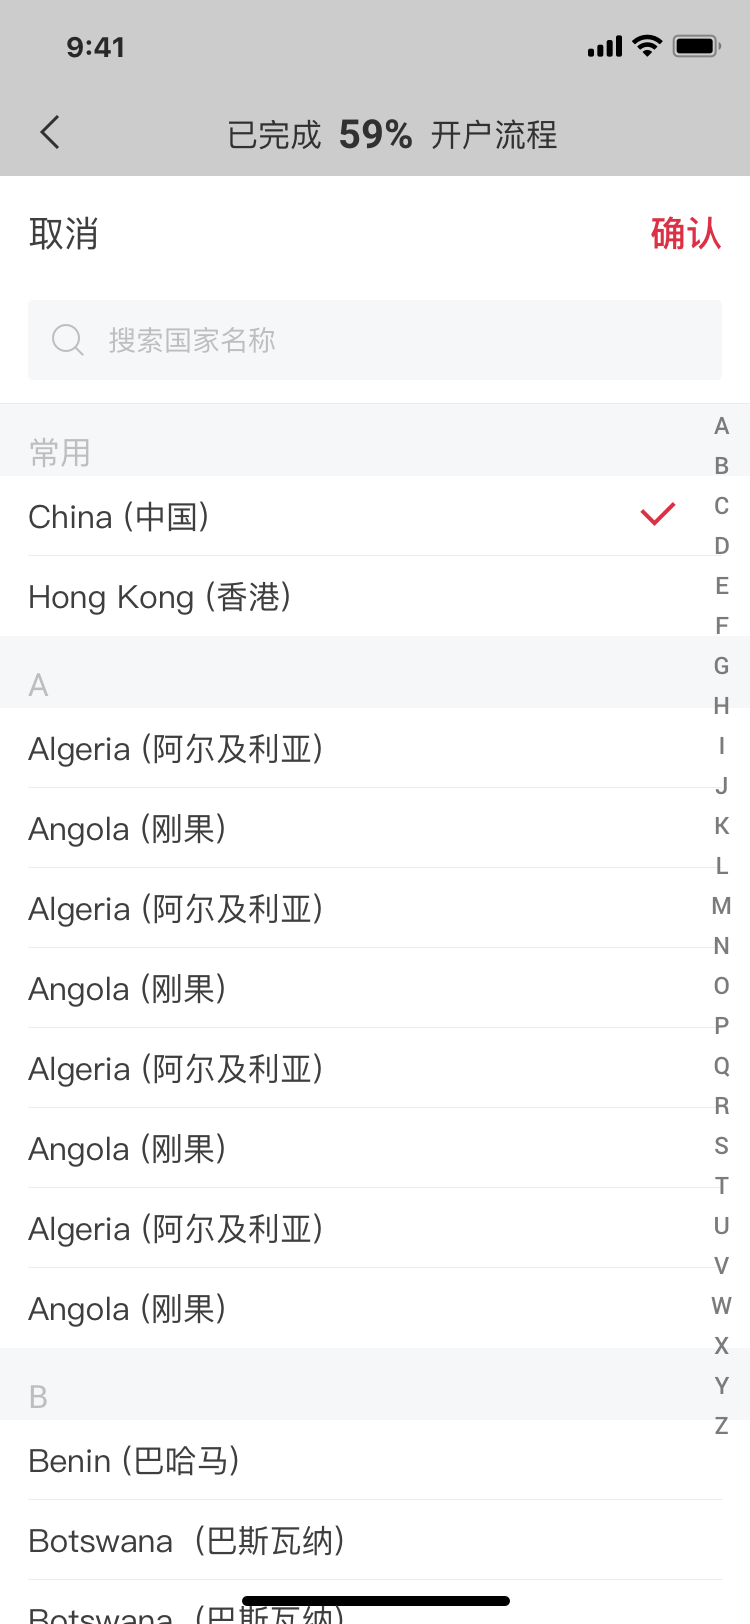 9:41
已完成 59% 开户流程
取消
确认
搜索国家名称
常用
China (中国)
Hong Kong (香港)
A
Algeria (阿尔及利亚)
Angola (刚果)
Algeria (阿尔及利亚)
Angola (刚果)
Algeria (阿尔及利亚)
Angola (刚果)
Algeria (阿尔及利亚)
Angola (刚果)
B
Benin (巴哈马)
Botswana（巴斯瓦纳）
Botswana（巴斯瓦纳）
A
B
C
D
E
F
G
H
I
J
K
L
M
N
O
P
Q
R
S
T
U
V
W
X
Y
Z